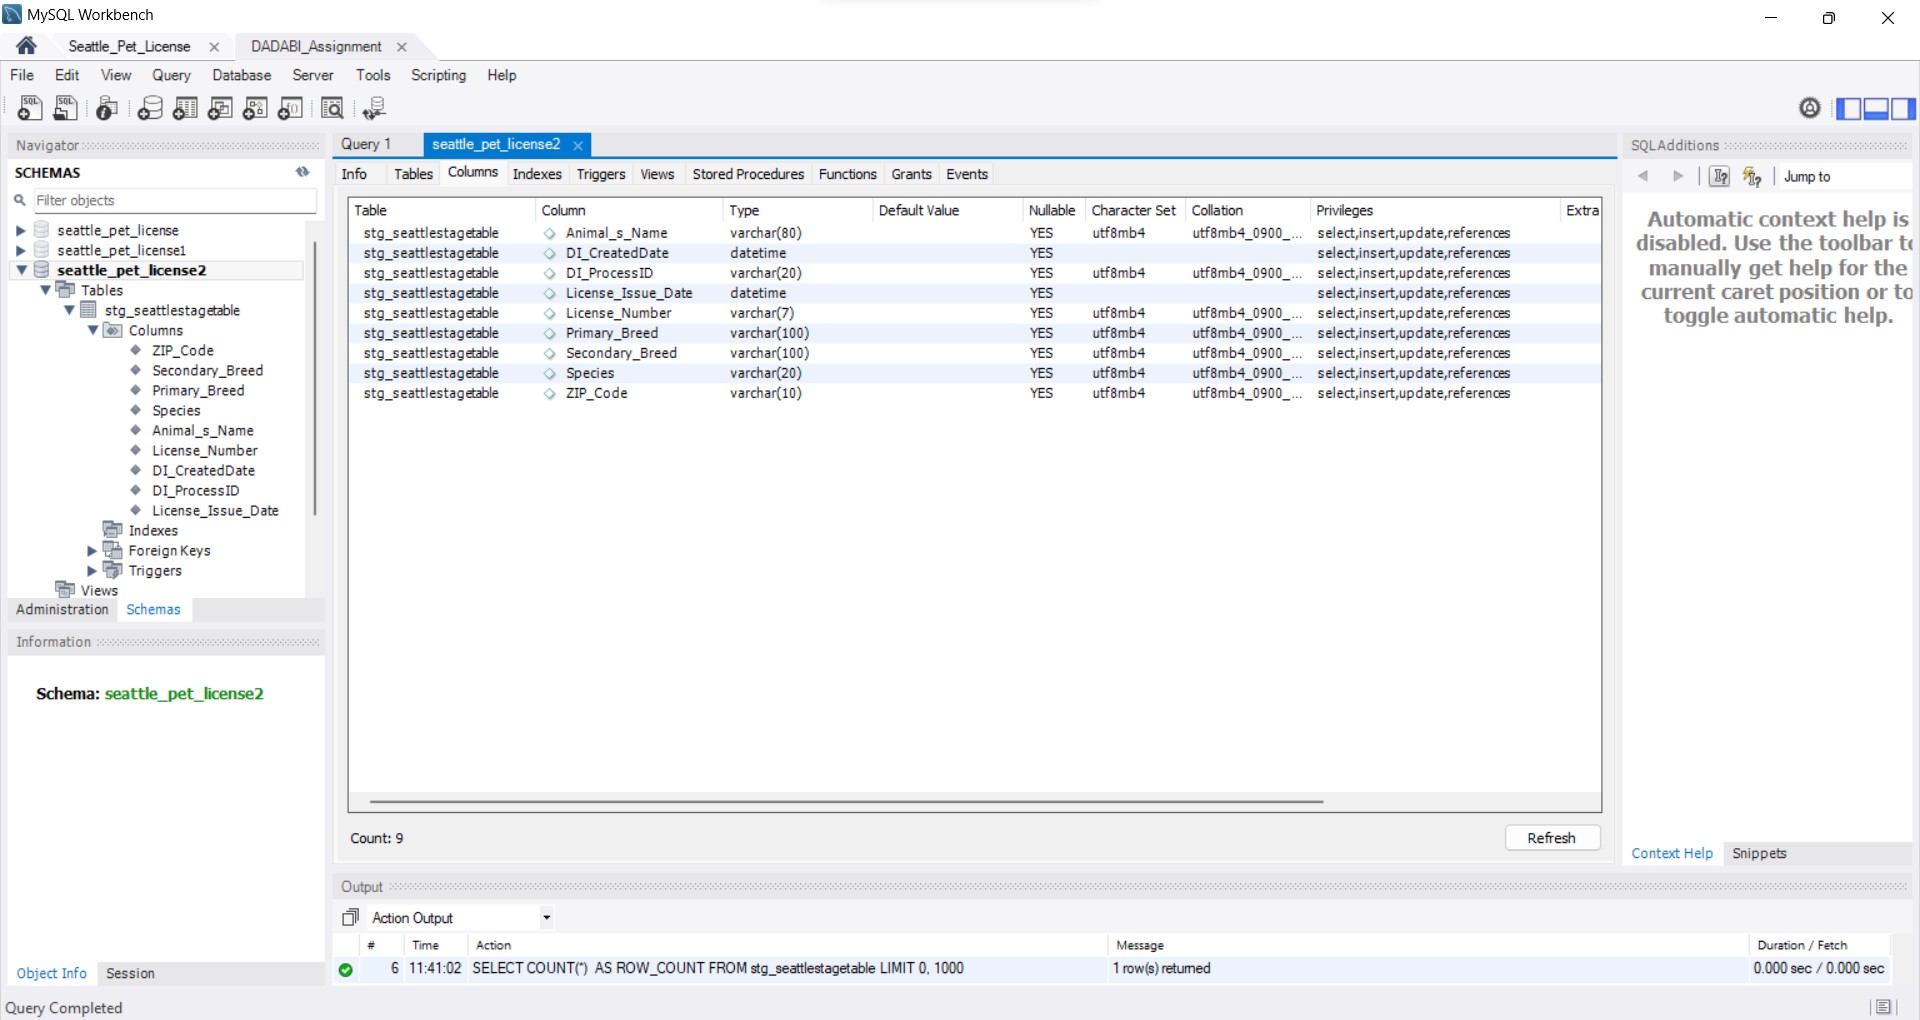 MySQL Workbench
Seattle_Pet_License
DADABI_Assignment
File Edit View Query Database Server Tools Scripting Help
Navigator
SCHEMAS
Filter objects
seattle_pet_license
seattle_pet_license1
seattle_pet_license2
Tables
stg_seattlestagetable
Columns
ZIP_Code
Secondary_Breed
Primary_Breed
Species
Animal_s_Name
License_Number
DI_CreatedDate
DI_ProcessID
License_Issue_Date
Indexes
Foreign Keys
Triggers
Views
Administration Schemas
Information
Schema: seattle_pet_license2
Object Info Session
Query 1 seattle_pet_license2
Info Tables Columns Indexes Triggers Views Stored Procedures Functions Grants Events
Table Column Type Default Value Nullable Character Set Collation Privileges Extra
stg_seattlestagetable Animal_s_Name varchar(80) YES utf8mb4 utf8mb4_0900_... select,insert,update,references
stg_seattlestagetable DI_CreatedDate datetime YES select,insert,update,references
stg_seattlestagetable DI_ProcessID varchar(20) YES utf8mb4 utf8mb4_0900_... select,insert,update,references
stg_seattlestagetable License_Issue_Date datetime YES select,insert,update,references
stg_seattlestagetable License_Number varchar(7) YES utf8mb4 utf8mb4_0900_... select,insert,update,references
stg_seattlestagetable Primary_Breed varchar(100) YES utf8mb4 utf8mb4_0900_... select,insert,update,references
stg_seattlestagetable Secondary_Breed varchar(100) YES utf8mb4 utf8mb4_0900_... select,insert,update,references
stg_seattlestagetable Species varchar(20) YES utf8mb4 utf8mb4_0900_... select,insert,update,references
stg_seattlestagetable ZIP_Code varchar(10) YES utf8mb4 utf8mb4_0900_... select,insert,update,references
Count: 9
Refresh
SQLAdditions
Jump to
Automatic context help is
disabled. Use the toolbar to
manually get help for the
current caret position or to
toggle automatic help.
Context Help Snippets
Output
Action Output
# Time Action Message Duration / Fetch
6 11:41:02 SELECT COUNT(*) AS ROW_COUNT FROM stg_seattlestagetable LIMIT 0, 1000 1 row(s) returned 0.000 sec / 0.000 sec
Query Completed